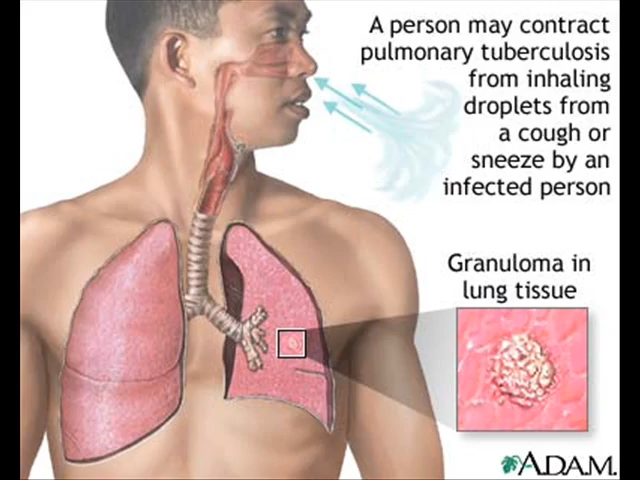 A person may contract
pulmonary tuberculosis
from inhaling
droplets from
a cough or
sneeze by an
infected person
Granuloma in
lung tissue
A.D.A.M.